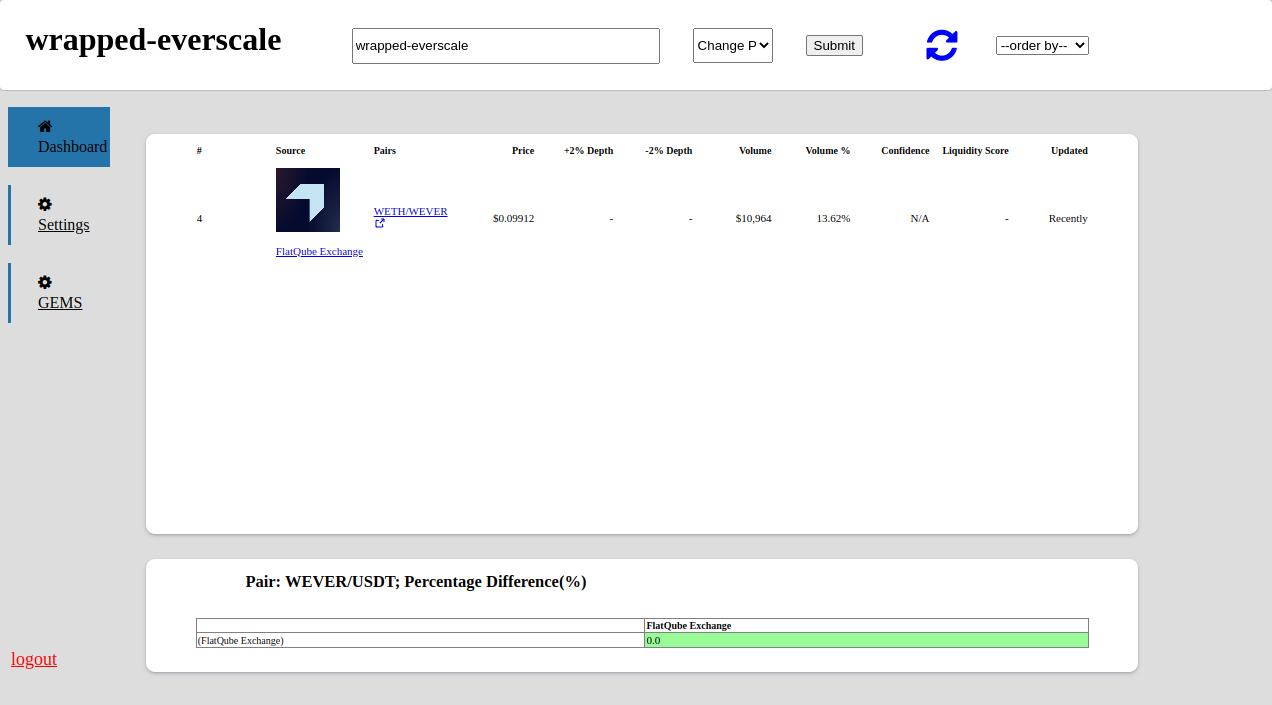 wrapped-everscale
wrapped-everscale
Change P
Submit
--order by--
Dashboard
Settings
GEMS
logout
# Source Pairs Price +2% Depth -2% Depth Volume Volume % Confidence Liquidity Score Updated
4 FlatQube Exchange WETH/WEVER $0.09912 - - $10,964 13.62% N/A - Recently
Pair: WEVER/USDT; Percentage Difference(%)
FlatQube Exchange
(FlatQube Exchange) 0.0